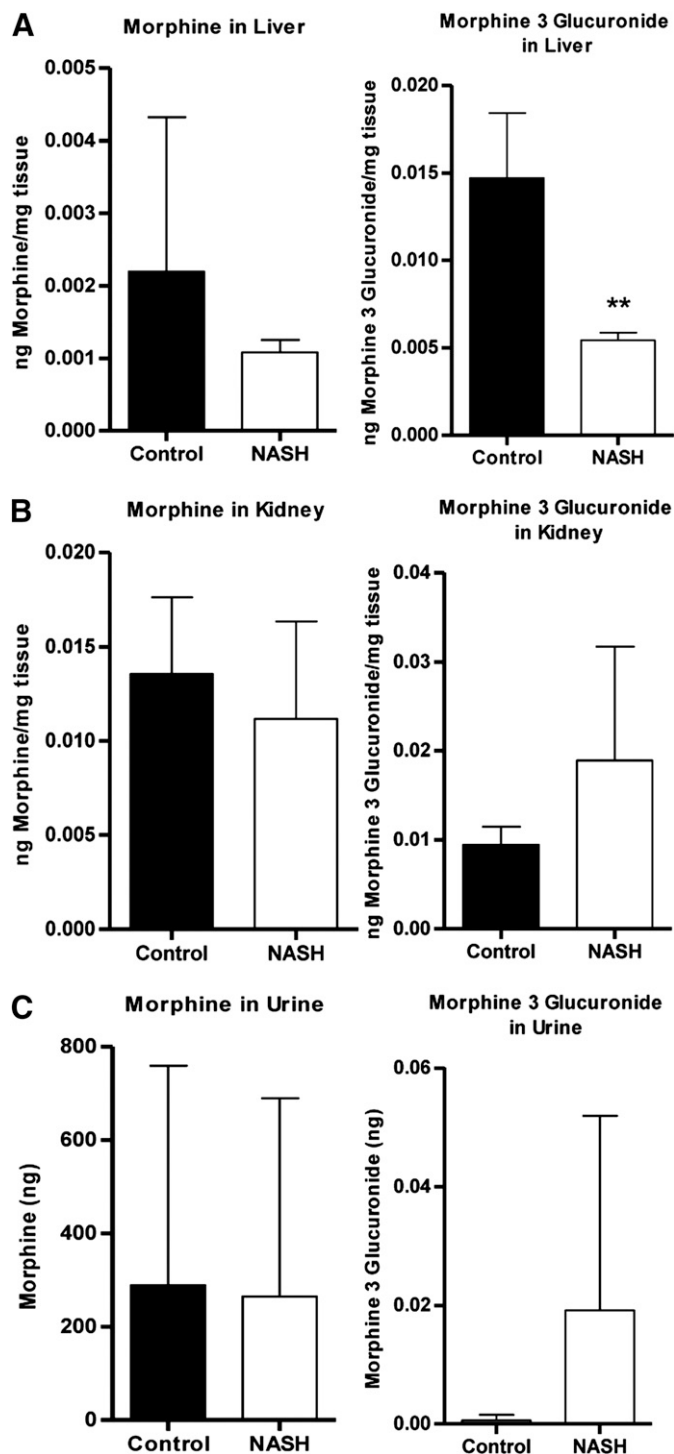 A
Morphine in Liver
ng Morphine/mg tissue
0.005
0.004
0.003
0.002
0.001
0.000
Control NASH
Morphine 3 Glucuronide
in Liver
ng Morphine 3 Glucuronide/mg tissue
0.020
0.015
0.010
0.005
0.000
**
Control NASH
B
Morphine in Kidney
ng Morphine/mg tissue
0.020
0.015
0.010
0.005
0.000
Control NASH
Morphine 3 Glucuronide
in Kidney
ng Morphine 3 Glucuronide/mg tissue
0.04
0.03
0.02
0.01
0.00
Control NASH
C
Morphine in Urine
Morphine (ng)
800
600
400
200
0
Control NASH
Morphine 3 Glucuronide
in Urine
Morphine 3 Glucuronide (ng)
0.06
0.04
0.02
0.00
Control NASH